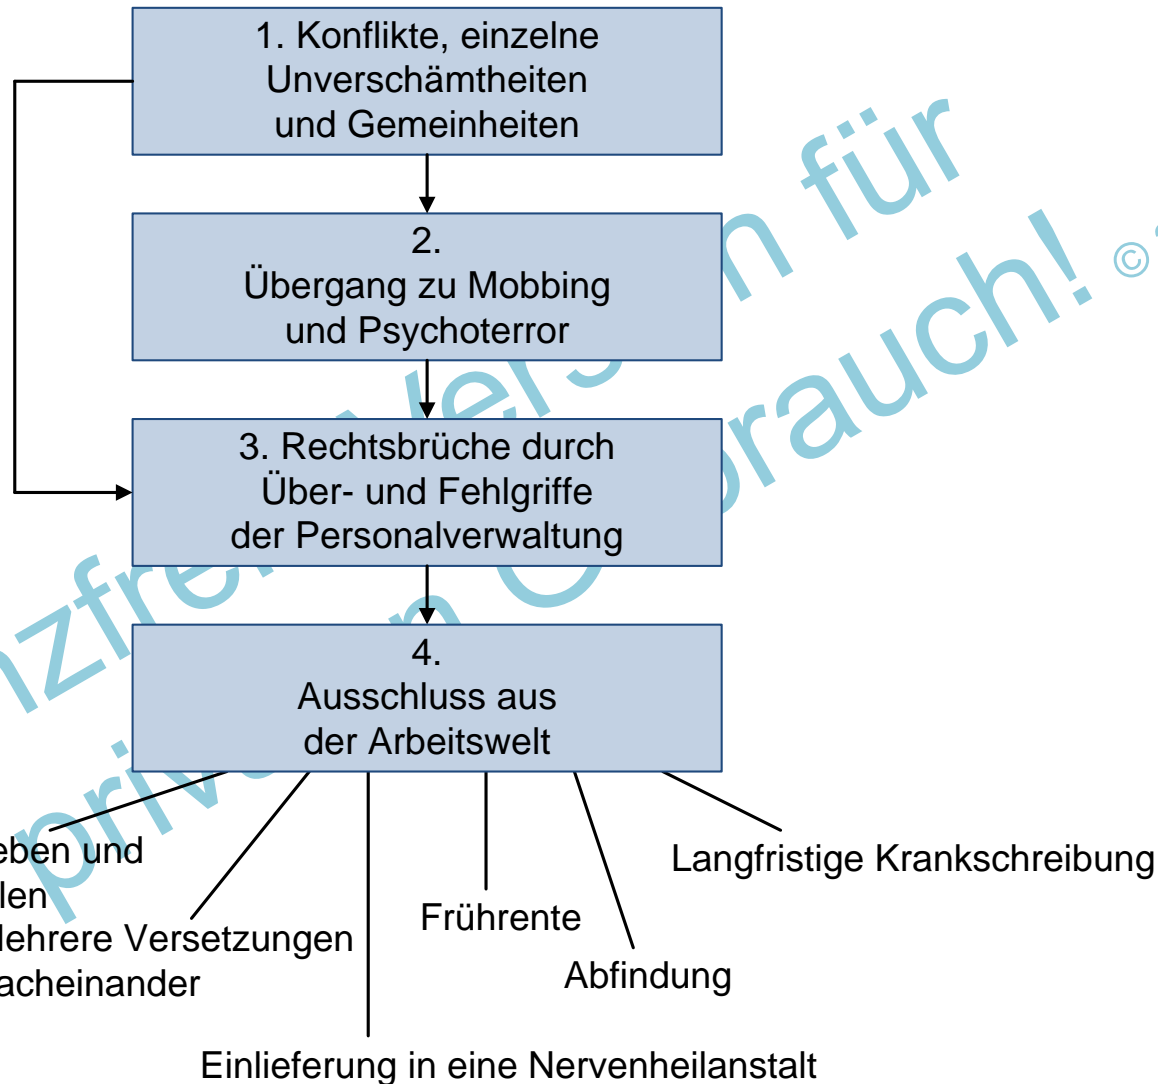 1. Konflikte, einzelne
Unverschämtheiten
und Gemeinheiten
2.
Übergang zu Mobbing
und Psychoterror
3. Rechtsbrüche durch
Über- und Fehlgriffe
der Personalverwaltung
4.
Ausschluss aus
der Arbeitswelt
und
Versetzungen
Langfristige Krankschreibung
Frührente
Abfindung
Einlieferung in eine Nervenheilanstalt
für
©